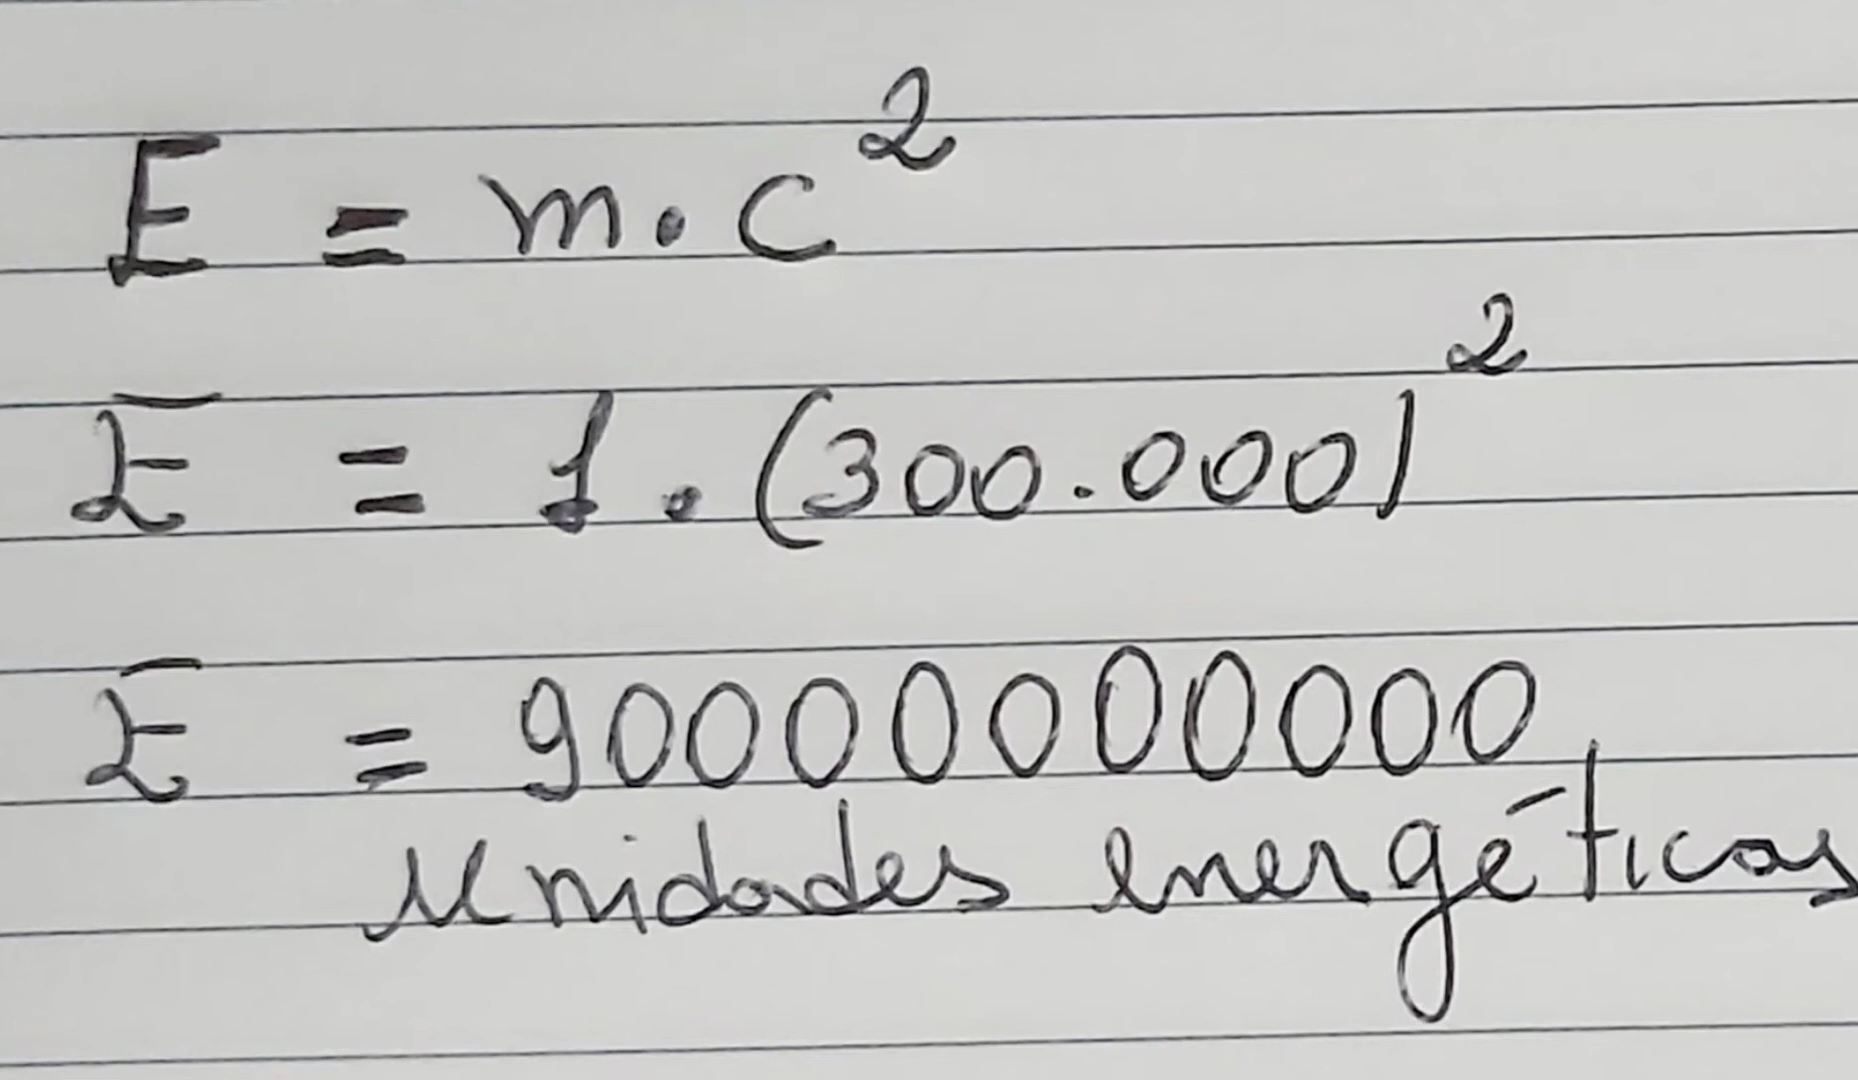 E = m.c²
E = 1.(300.000)²
E = 90000000000
unidades energéticas